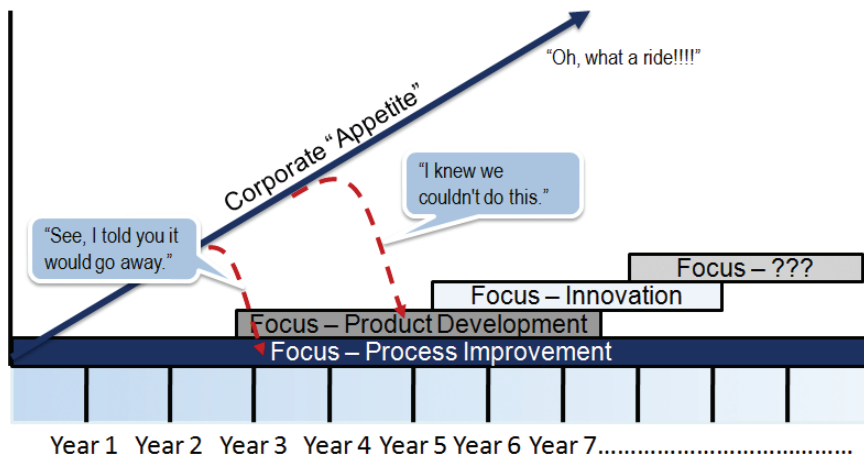 “Oh, what a ride!!!!”
Corporate “Appetite”
“I knew we
couldn't do this.”
“See, I told you it
would go away.”
Focus – ???
Focus – Innovation
Focus – Product Development
Focus – Process Improvement
Year 1 Year 2 Year 3 Year 4 Year 5 Year 6 Year 7……………………………